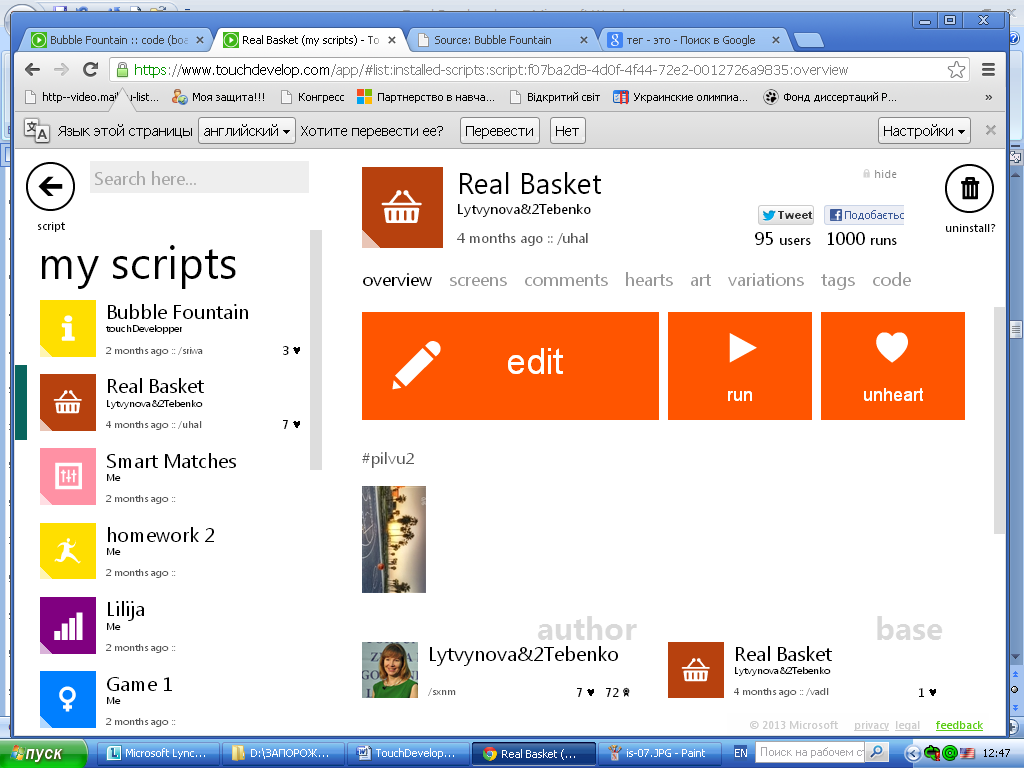 Bubble Fountain :: code (boa
Real Basket (my scripts) - To
Source: Bubble Fountain
тег - это - Поиск в Google
https://www.touchdevelop.com/app/#list:installed-scripts:script:f07ba2d8-4d0f-4f44-72e2-0012726a9835:overview
Моя защита!!!
Конгресс
Партнерство в навча...
Відкритий світ
Украинские олимпиа...
Фонд диссертаций Р...
»
Язык этой страницы
английский
Хотите перевести ее?
Перевести
Нет
Настройки
script
Search here...
my scripts
Bubble Fountain
touchDevelopper
2 months ago :: /sriwa
3 ♥
Real Basket
Lytvynova&2Tebenko
4 months ago :: /uhal
7 ♥
Smart Matches
Me
2 months ago ::
homework 2
Me
2 months ago ::
Lilija
Me
2 months ago ::
Game 1
Me
2 months ago ::
Real Basket
Lytvynova&2Tebenko
4 months ago :: /uhal
hide
Tweet
Подобаєтьс
95 users
1000 runs
uninstall?
overview screens comments hearts art variations tags code
edit
run
unheart
#pilvu2
author
Lytvynova&2Tebenko
/sxnm
7 ♥ 72
base
Real Basket
Lytvynova&2Tebenko
4 months ago :: /vadl
1 ♥
© 2013 Microsoft privacy legal feedback
пуск
Microsoft Lync...
D:\ЗАПОРОЖ...
TouchDevelop...
Real Basket (...
is-07.JPG - Paint
EN
Поиск на рабочем ст
12:47